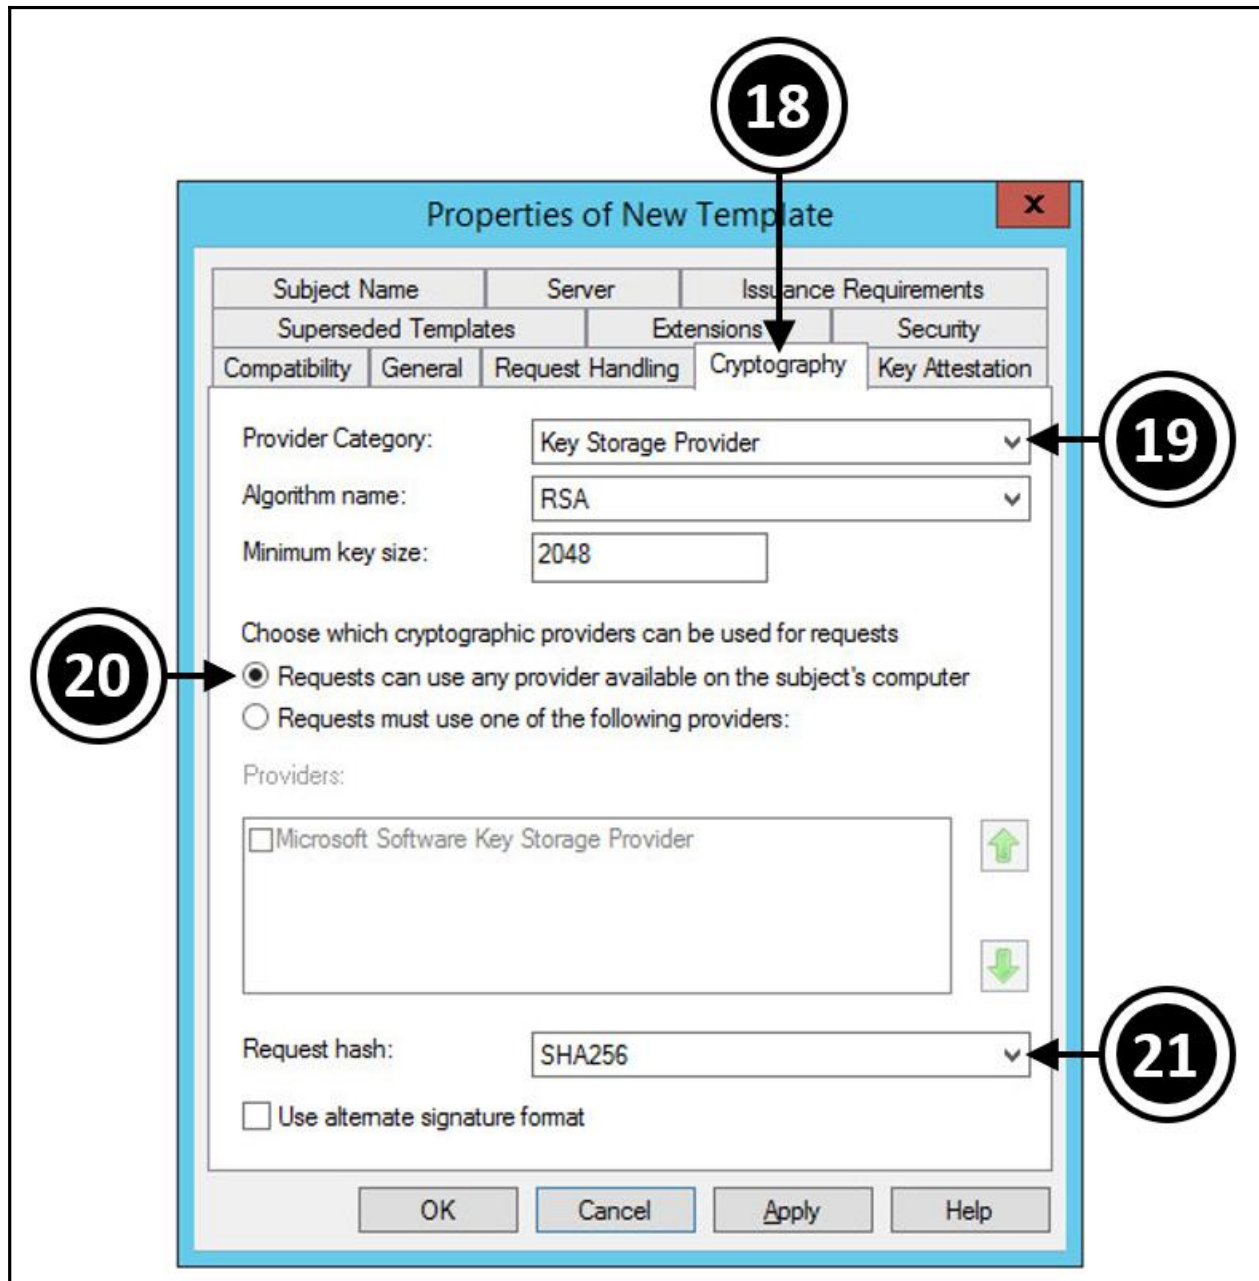 18
Properties of New Template
x
Subject Name Server Issuance Requirements
Superseded Templates Extensions Security
Compatibility General Request Handling Cryptography Key Attestation
Provider Category: Key Storage Provider
19
Algorithm name: RSA
Minimum key size: 2048
Choose which cryptographic providers can be used for requests
20
Requests can use any provider available on the subject's computer
Requests must use one of the following providers:
Providers:
Microsoft Software Key Storage Provider
Request hash: SHA256
21
Use alternate signature format
OK Cancel Apply Help